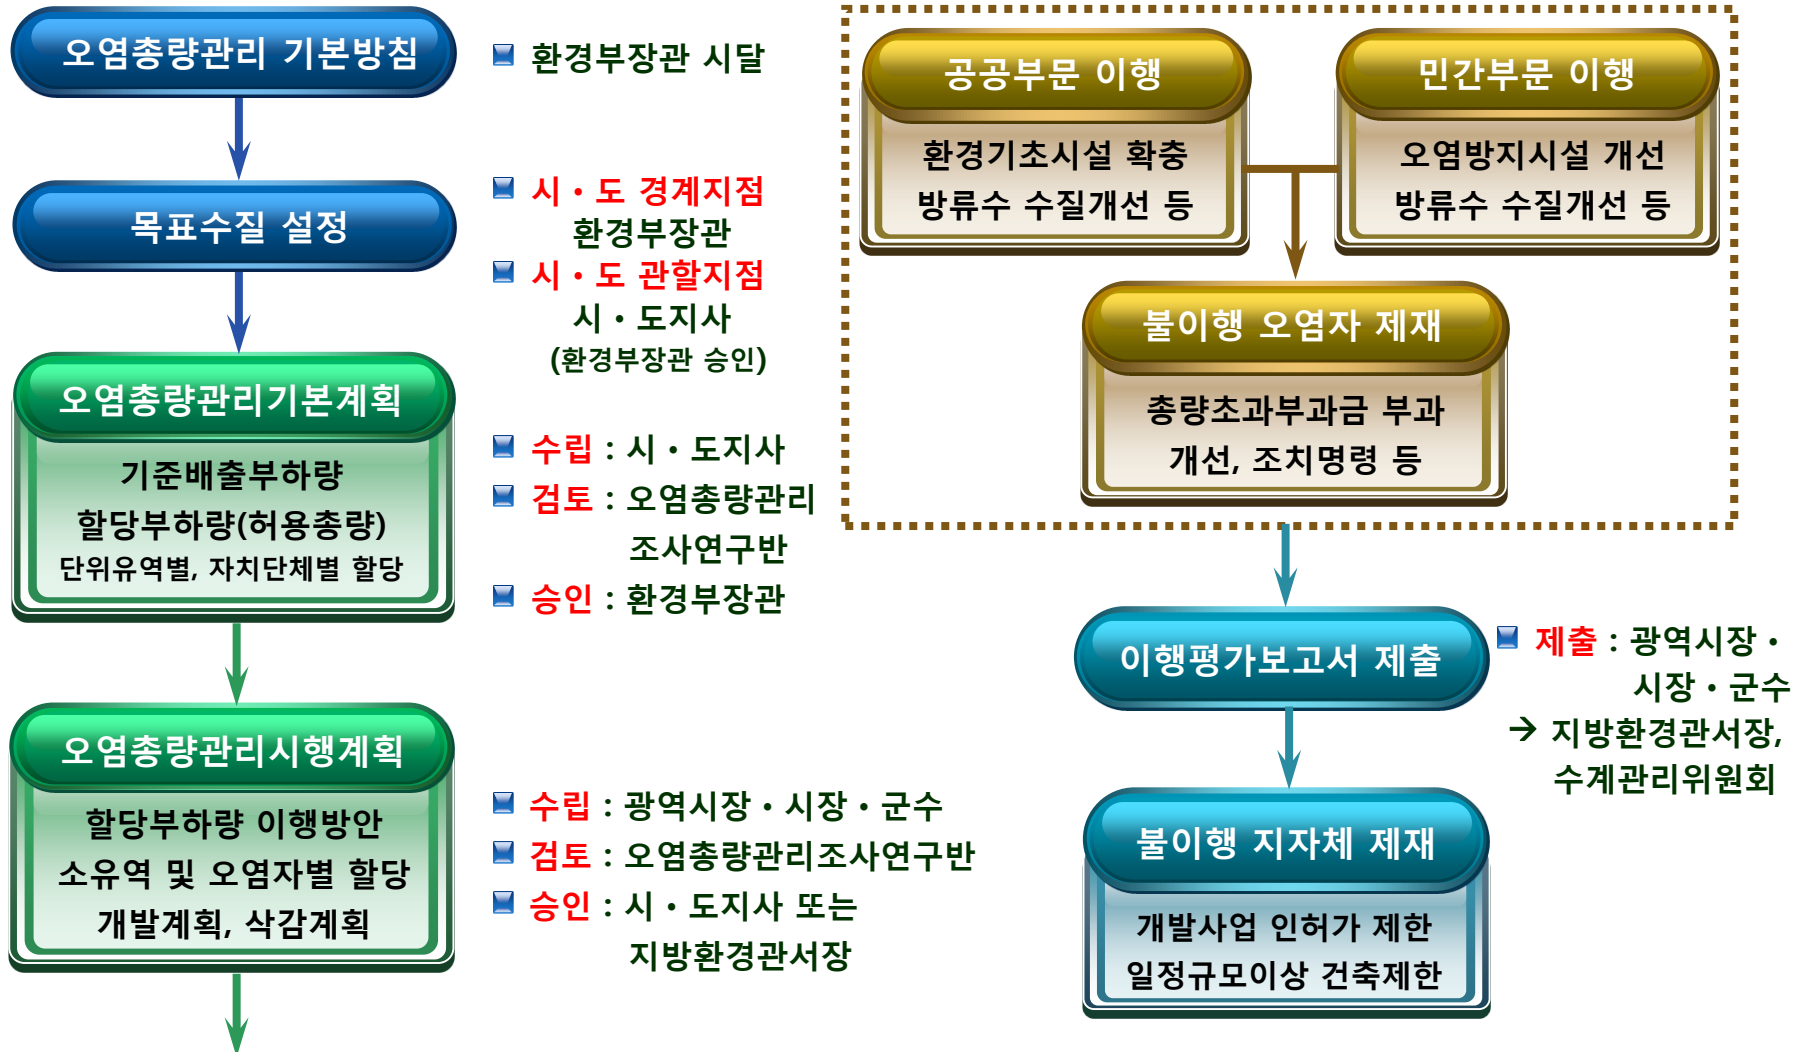 오염총량관리 기본방침
환경부장관 시달
목표수질 설정
시・도 경계지점
환경부장관
시・도 관할지점
시・도지사
(환경부장관 승인)
오염총량관리기본계획
기준배출부하량
할당부하량(허용총량)
단위유역별, 자치단체별 할당
수립 : 시・도지사
검토 : 오염총량관리
조사연구반
승인 : 환경부장관
오염총량관리시행계획
할당부하량 이행방안
소유역 및 오염자별 할당
개발계획, 삭감계획
수립 : 광역시장・시장・군수
검토 : 오염총량관리조사연구반
승인 : 시・도지사 또는
지방환경관서장
공공부문 이행
환경기초시설 확충
방류수 수질개선 등
민간부문 이행
오염방지시설 개선
방류수 수질개선 등
불이행 오염자 제재
총량초과부과금 부과
개선, 조치명령 등
이행평가보고서 제출
제출 : 광역시장・
시장・군수
→ 지방환경관서장,
수계관리위원회
불이행 지자체 제재
개발사업 인허가 제한
일정규모이상 건축제한